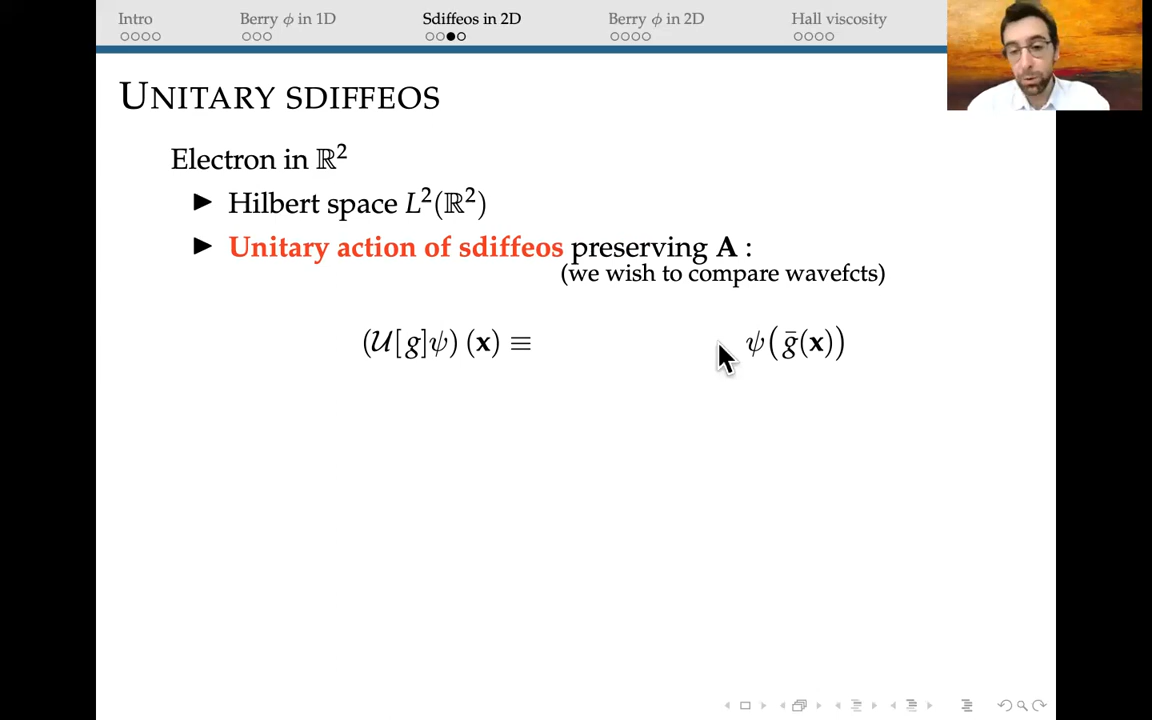 Intro Berry ϕ in 1D Sdiffeos in 2D Berry ϕ in 2D Hall viscosity
UNITARY SDIFFEOS
Electron in ℝ²
▶ Hilbert space L²(ℝ²)
▶ Unitary action of sdiffeos preserving A :
(we wish to compare wavefcts)
(𝒰[g]ψ)(x) ≡ ψ(ḡ(x))